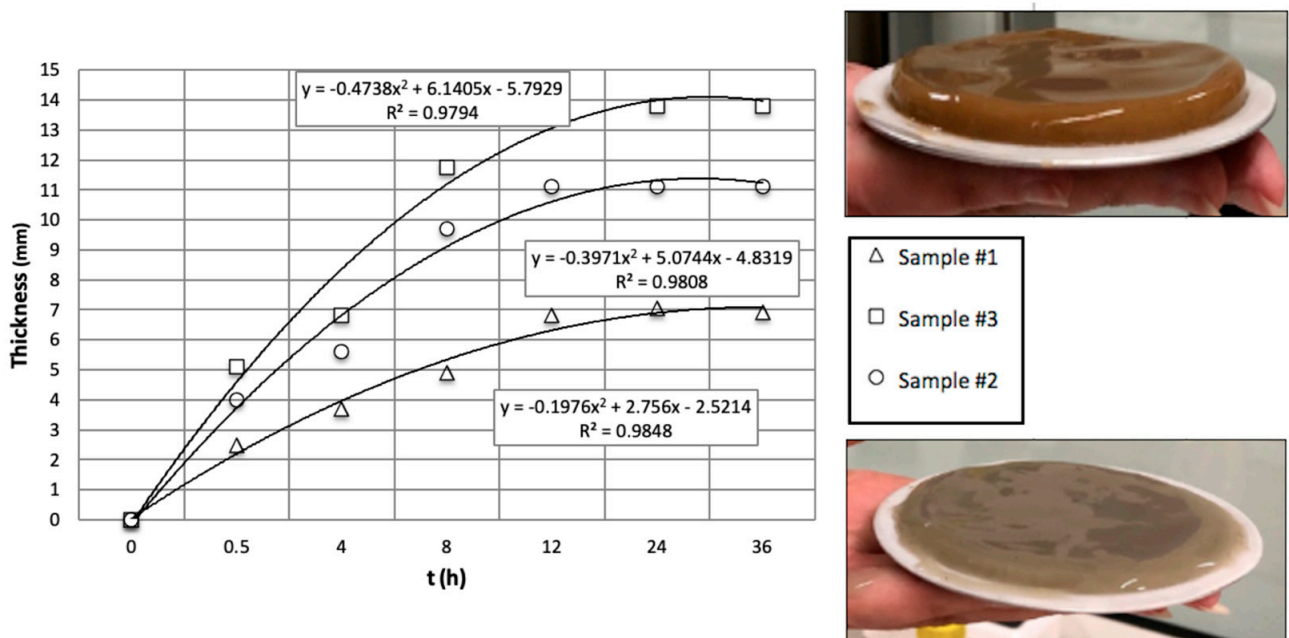 15
14
13
12
11
10
9
8
7
6
5
4
3
2
1
0
Thickness (mm)
y = -0.4738x² + 6.1405x - 5.7929
R² = 0.9794
y = -0.3971x² + 5.0744x - 4.8319
R² = 0.9808
y = -0.1976x² + 2.756x - 2.5214
R² = 0.9848
0 0.5 4 8 12 24 36
t (h)
Sample #1
Sample #3
Sample #2